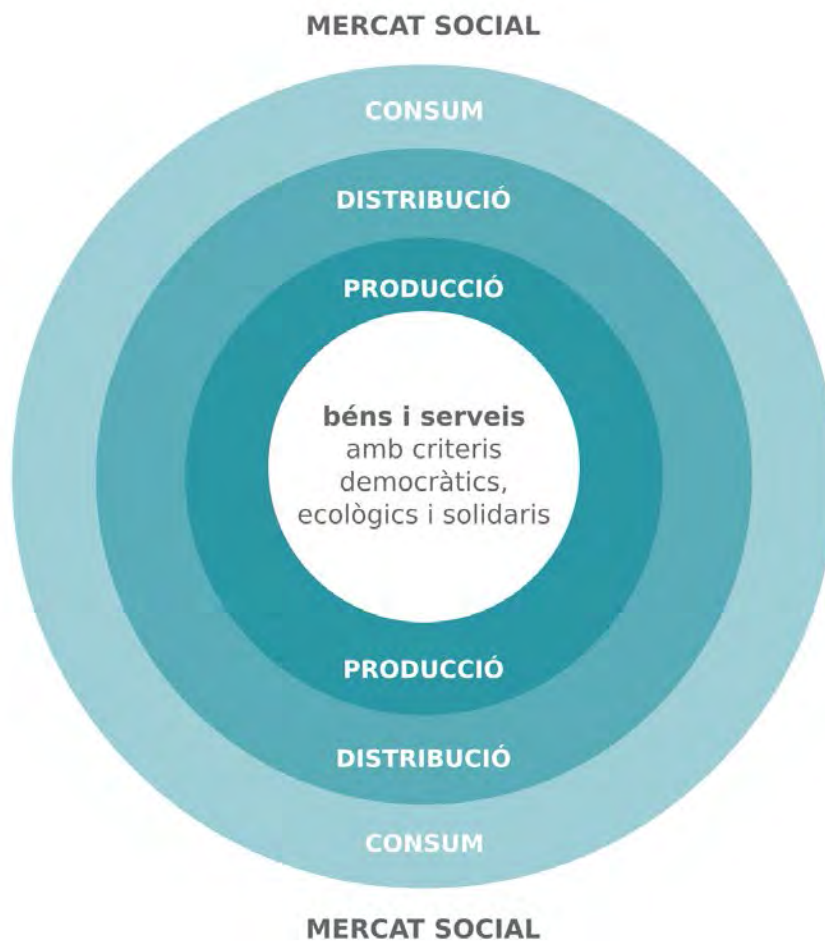 MERCAT SOCIAL
CONSUM
DISTRIBUCIÓ
PRODUCCIÓ
béns i serveis
amb criteris
democràtics,
ecològics i solidaris
PRODUCCIÓ
DISTRIBUCIÓ
CONSUM
MERCAT SOCIAL